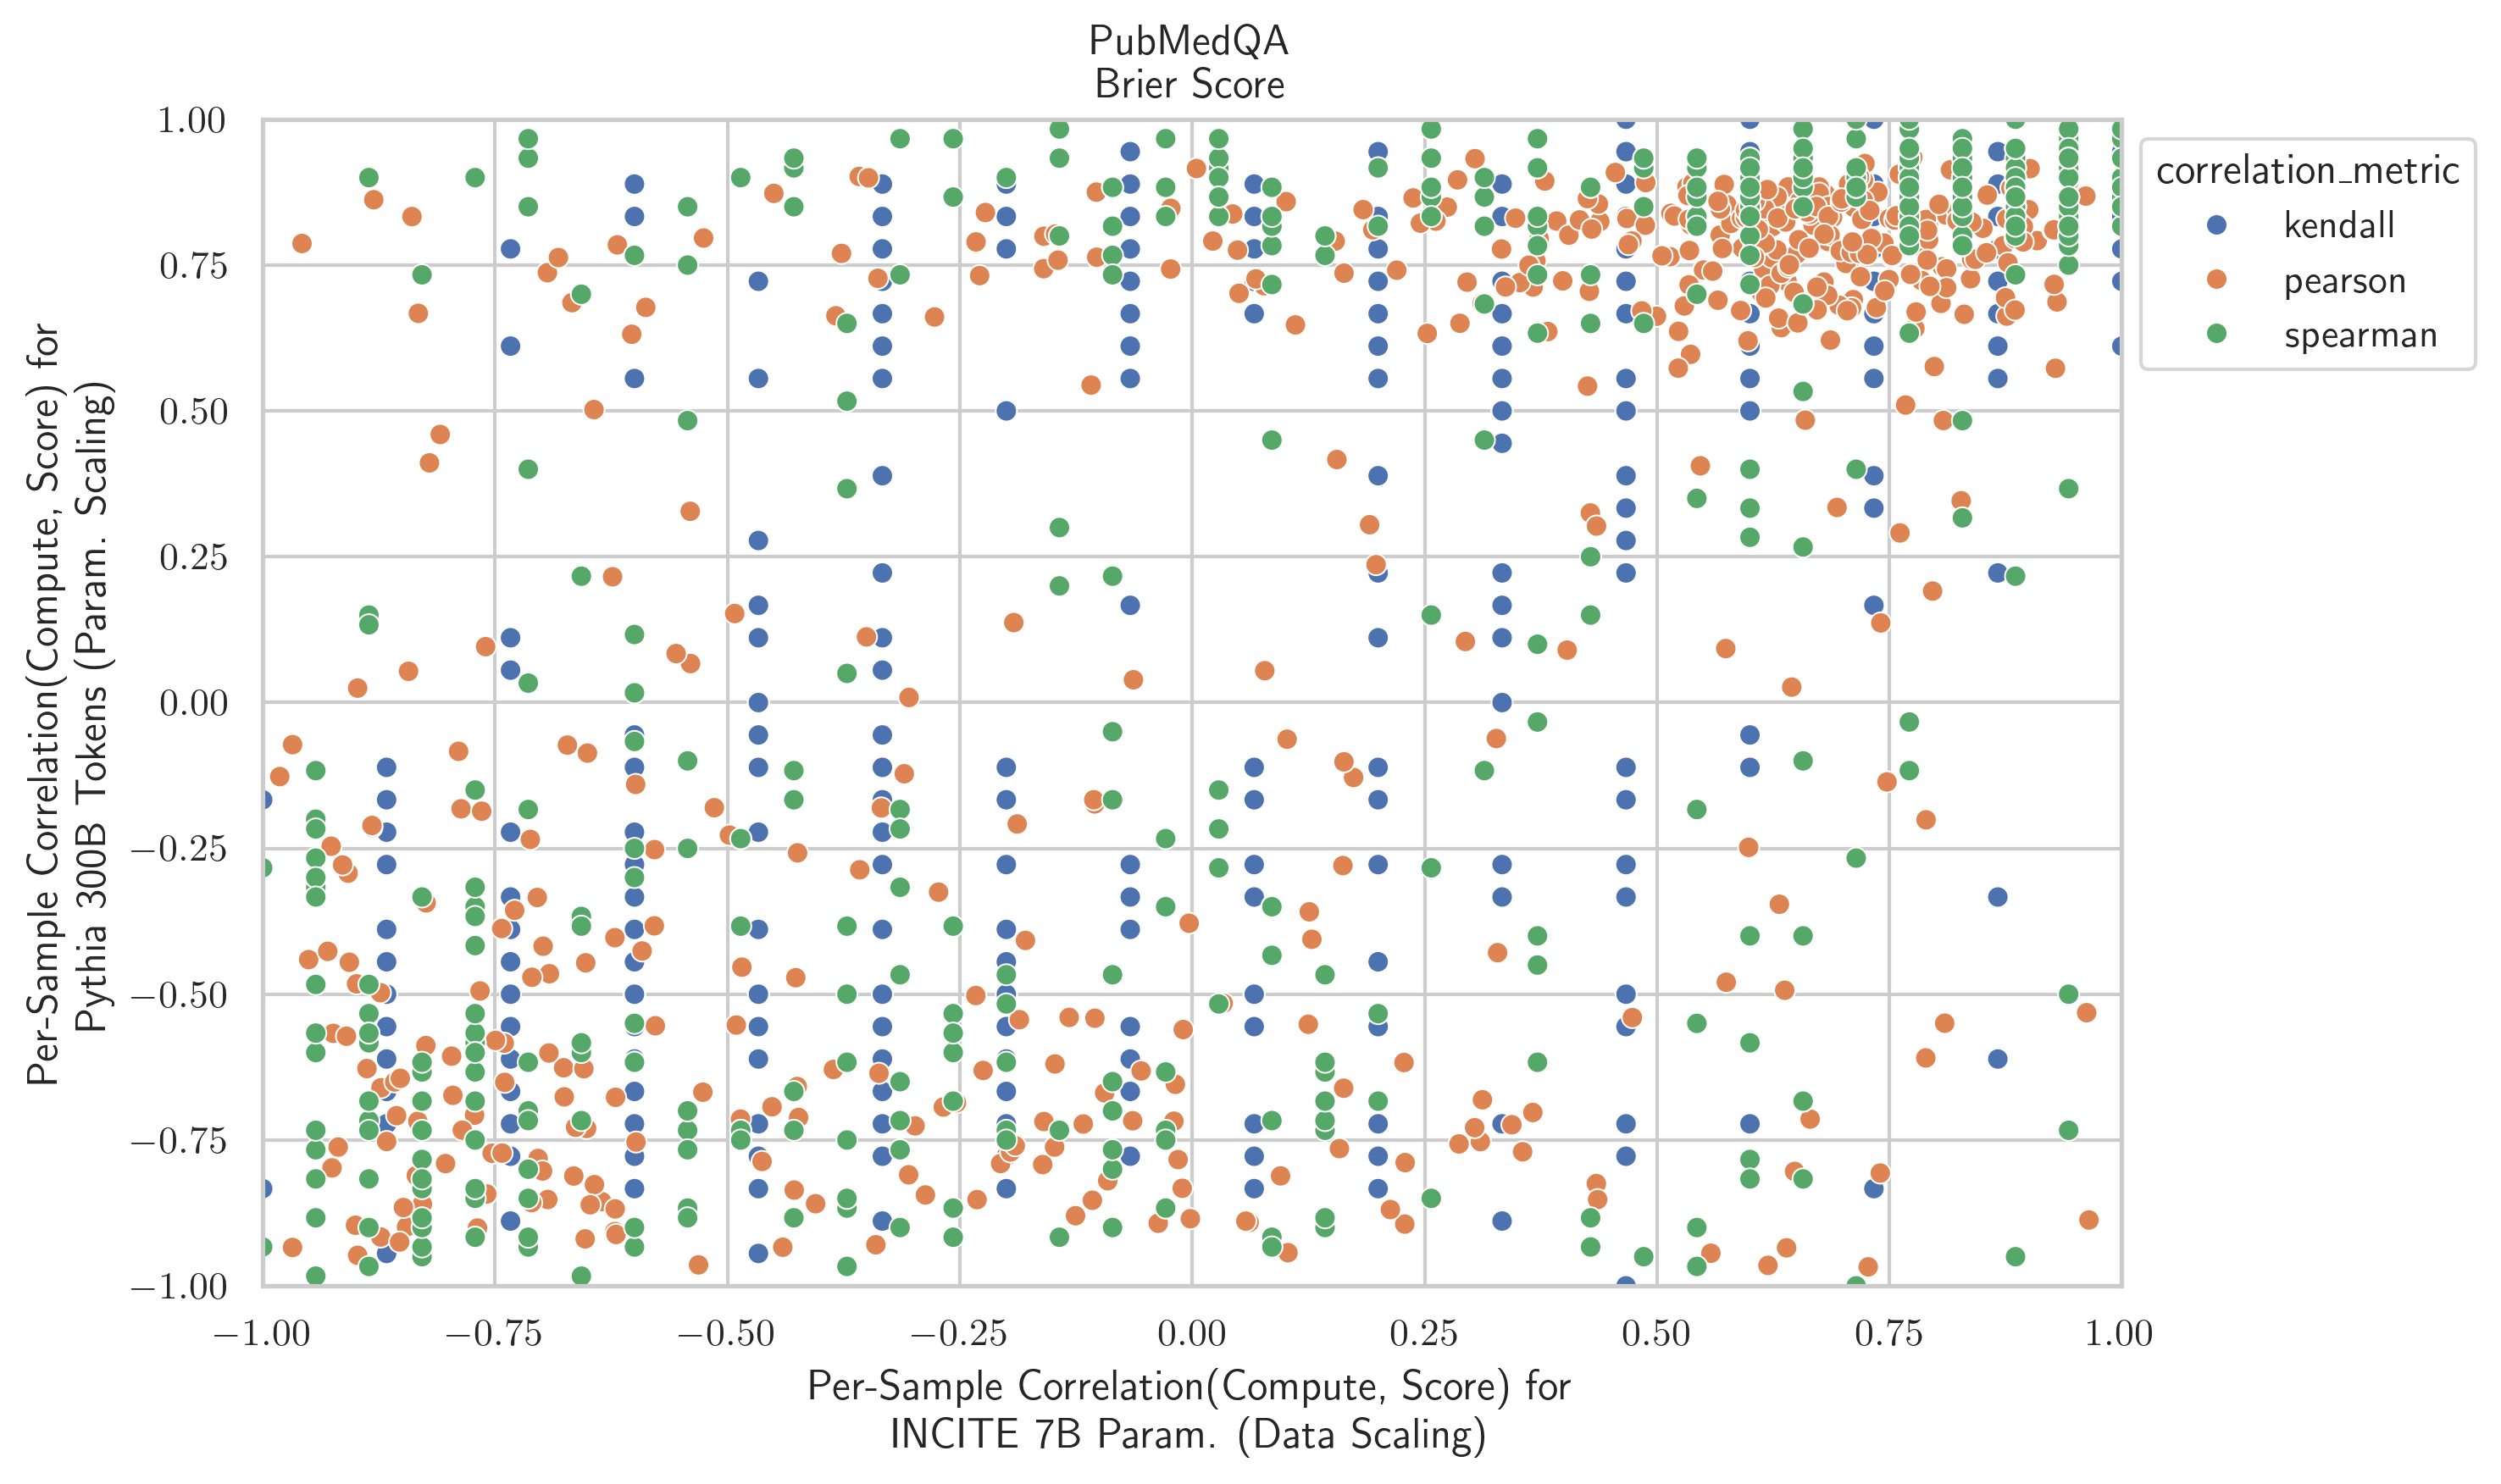 PubMedQA
Brier Score
Per-Sample Correlation(Compute, Score) for
Pythia 300B Tokens (Param. Scaling)
1.00
0.75
0.50
0.25
0.00
−0.25
−0.50
−0.75
−1.00
−1.00 −0.75 −0.50 −0.25 0.00 0.25 0.50 0.75 1.00
Per-Sample Correlation(Compute, Score) for
INCITE 7B Param. (Data Scaling)
correlation_metric
kendall
pearson
spearman